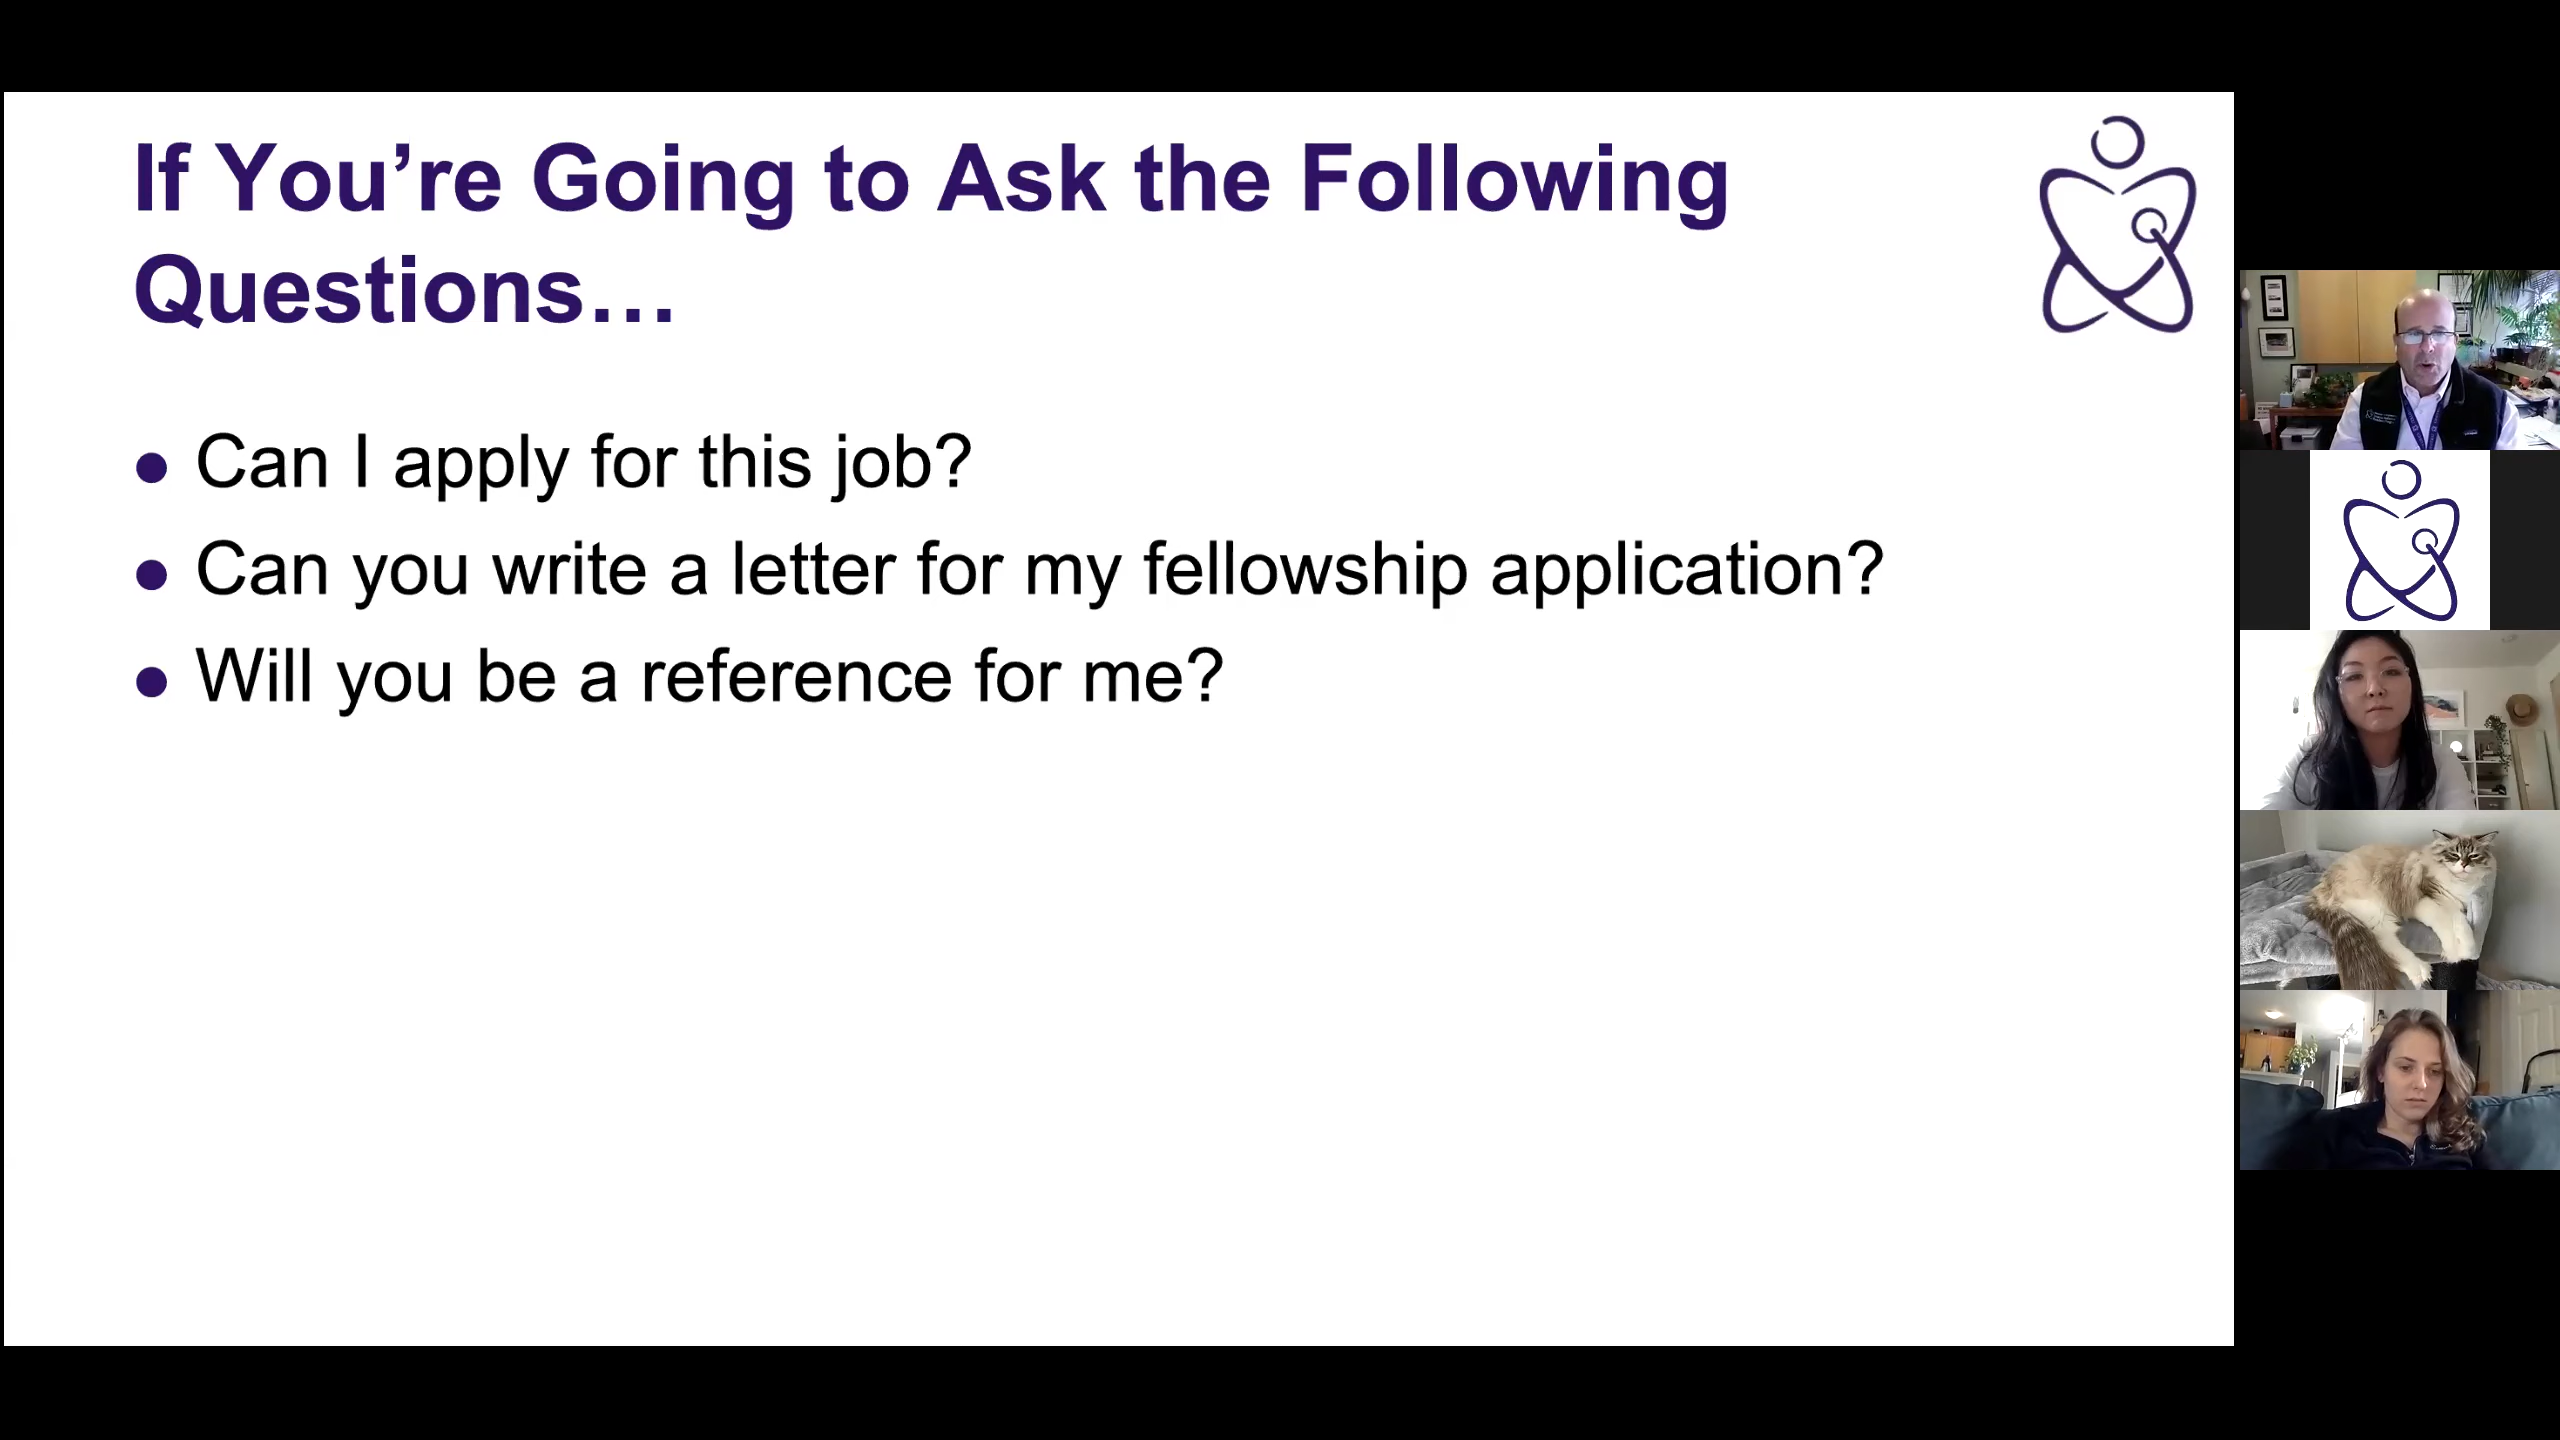 If You’re Going to Ask the Following
Questions…
● Can I apply for this job?
● Can you write a letter for my fellowship application?
● Will you be a reference for me?